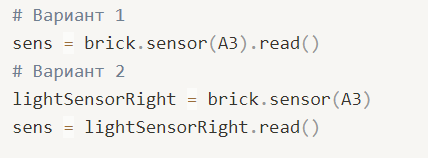 # Вариант 1
sens = brick.sensor(A3).read()
# Вариант 2
lightSensorRight = brick.sensor(A3)
sens = lightSensorRight.read()